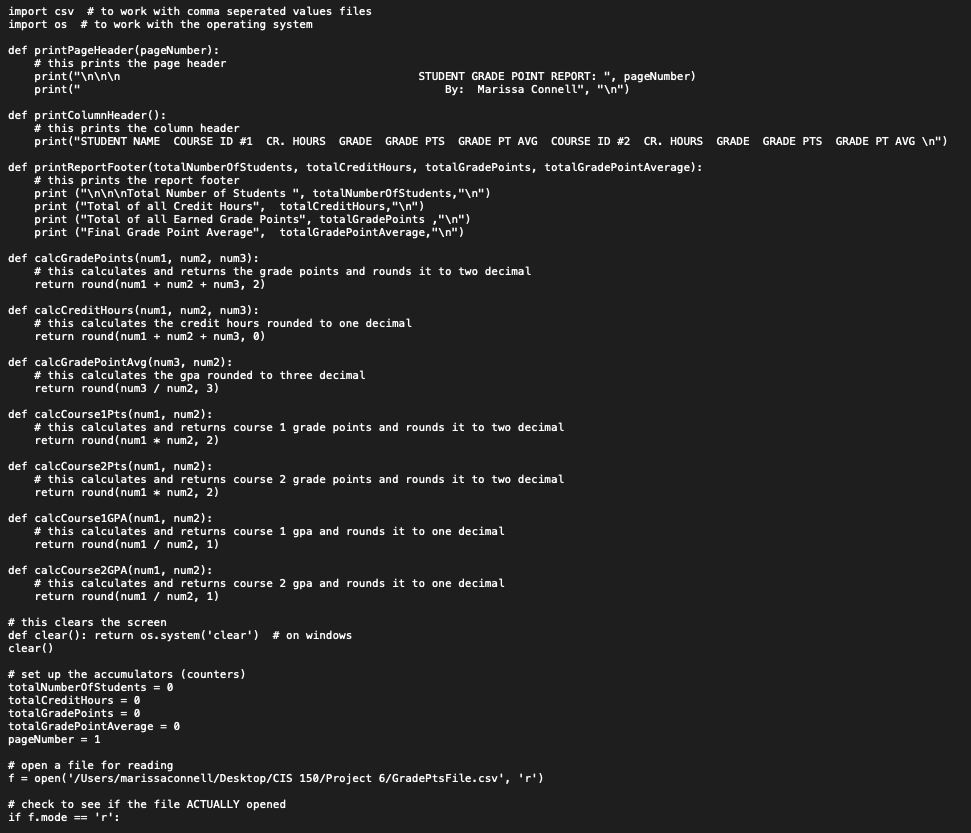 import csv  # to work with comma seperated values files
import os  # to work with the operating system

def printPageHeader(pageNumber):
    # this prints the page header
    print("\n\n\n                                             STUDENT GRADE POINT REPORT: ", pageNumber)
    print("                                                       By:  Marissa Connell", "\n")

def printColumnHeader():
    # this prints the column header
    print("STUDENT NAME  COURSE ID #1  CR. HOURS  GRADE  GRADE PTS  GRADE PT AVG  COURSE ID #2  CR. HOURS  GRADE  GRADE PTS  GRADE PT AVG \n")

def printReportFooter(totalNumberOfStudents, totalCreditHours, totalGradePoints, totalGradePointAverage):
    # this prints the report footer
    print ("\n\n\nTotal Number of Students ", totalNumberOfStudents,"\n")
    print ("Total of all Credit Hours",  totalCreditHours,"\n")
    print ("Total of all Earned Grade Points", totalGradePoints ,"\n")
    print ("Final Grade Point Average",  totalGradePointAverage,"\n")

def calcGradePoints(num1, num2, num3):
    # this calculates and returns the grade points and rounds it to two decimal
    return round(num1 + num2 + num3, 2)

def calcCreditHours(num1, num2, num3):
    # this calculates the credit hours rounded to one decimal
    return round(num1 + num2 + num3, 0)

def calcGradePointAvg(num3, num2):
    # this calculates the gpa rounded to three decimal
    return round(num3 / num2, 3)

def calcCourse1Pts(num1, num2):
    # this calculates and returns course 1 grade points and rounds it to two decimal
    return round(num1 * num2, 2)

def calcCourse2Pts(num1, num2):
    # this calculates and returns course 2 grade points and rounds it to two decimal
    return round(num1 * num2, 2)

def calcCourse1GPA(num1, num2):
    # this calculates and returns course 1 gpa and rounds it to one decimal
    return round(num1 / num2, 1)

def calcCourse2GPA(num1, num2):
    # this calculates and returns course 2 gpa and rounds it to one decimal
    return round(num1 / num2, 1)

# this clears the screen
def clear(): return os.system('clear')  # on windows
clear()

# set up the accumulators (counters)
totalNumberOfStudents = 0
totalCreditHours = 0
totalGradePoints = 0
totalGradePointAverage = 0
pageNumber = 1

# open a file for reading
f = open('/Users/marissaconnell/Desktop/CIS 150/Project 6/GradePtsFile.csv', 'r')

# check to see if the file ACTUALLY opened
if f.mode == 'r':